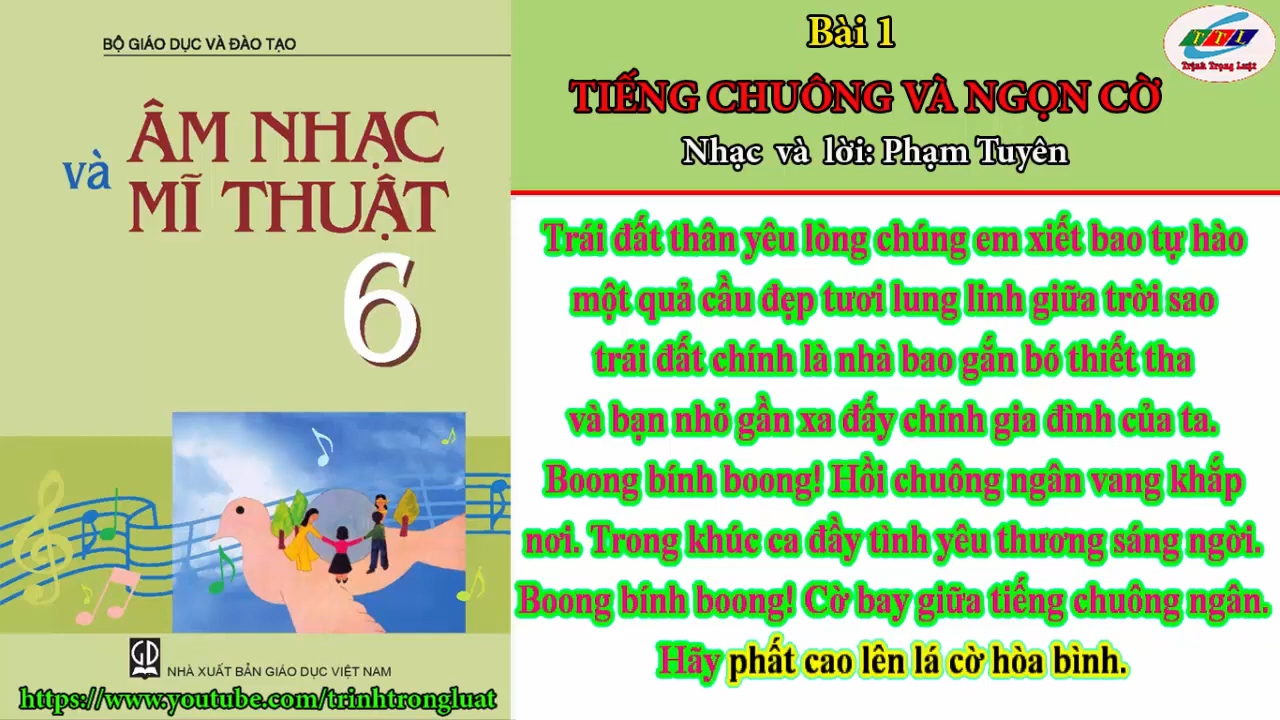 BỘ GIÁO DỤC VÀ ĐÀO TẠO
ÂM NHẠC
và
MĨ THUẬT
6
GD
NHÀ XUẤT BẢN GIÁO DỤC VIỆT NAM
https://www.youtube.com/trinhtrongluat
Bài 1
TIẾNG CHUÔNG VÀ NGỌN CỜ
Nhạc và lời: Phạm Tuyên
TTL
Trịnh Trọng Luật
Trái đất thân yêu lòng chúng em xiết bao tự hào
một quả cầu đẹp tươi lung linh giữa trời sao
trái đất chính là nhà bao gắn bó thiết tha
và bạn nhỏ gần xa đấy chính gia đình của ta.
Boong bính boong! Hồi chuông ngân vang khắp
nơi. Trong khúc ca đầy tình yêu thương sáng ngời.
Boong bính boong! Cờ bay giữa tiếng chuông ngân.
Hãy phất cao lên lá cờ hòa bình.